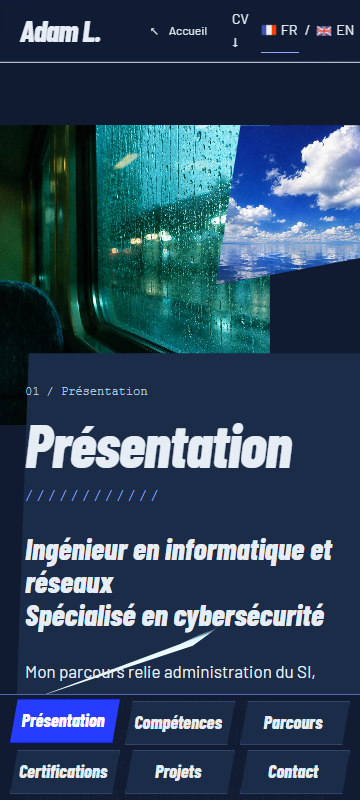 Adam L.
↖ Accueil
CV
↓
🇫🇷 FR / 🇬🇧 EN
01 / Présentation
Présentation
////////////
Ingénieur en informatique et
réseaux
Spécialisé en cybersécurité
Mon parcours relie administration du SI,
Présentation
Compétences
Parcours
Certifications
Projets
Contact